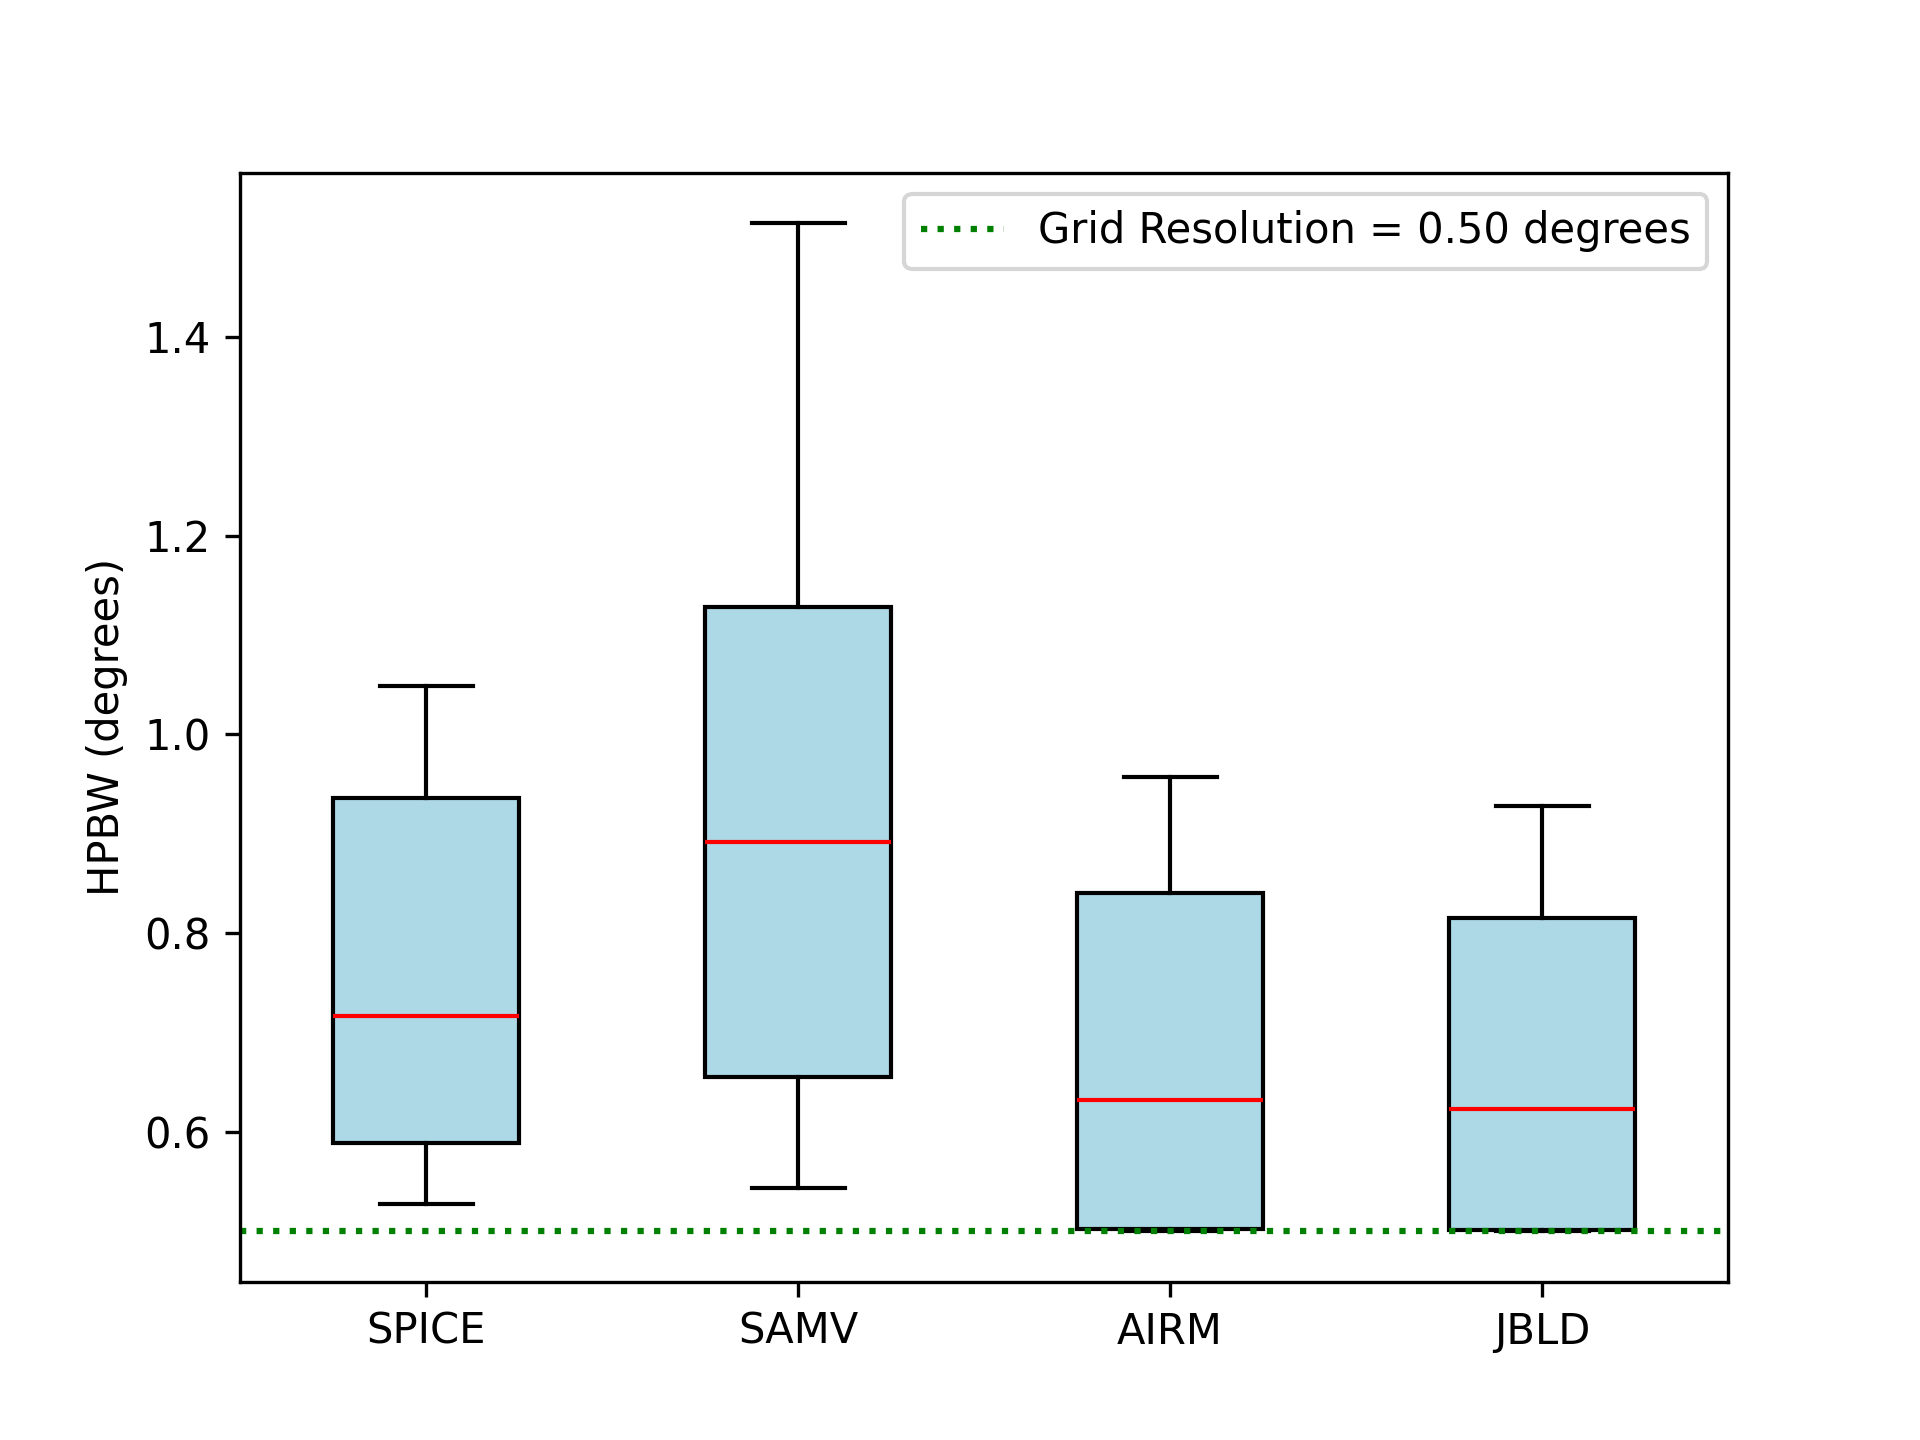 Grid Resolution = 0.50 degrees
HPBW (degrees)
1.4
1.2
1.0
0.8
0.6
SPICE SAMV AIRM JBLD